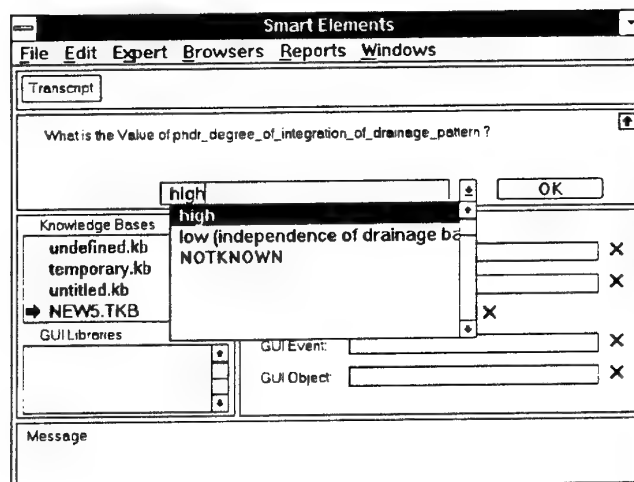 Smart Elements
File Edit Expert Browsers Reports Windows
Transcript
What is the Value of phdr_degree_of_integration_of_drainage_pattern ?
high
OK
high
low (independence of drainage ba
NOTKNOWN
Knowledge Bases
undefined.kb
temporary.kb
untitled.kb
NEW5.TKB
GUI Libraries
GUI Event:
GUI Object:
Message